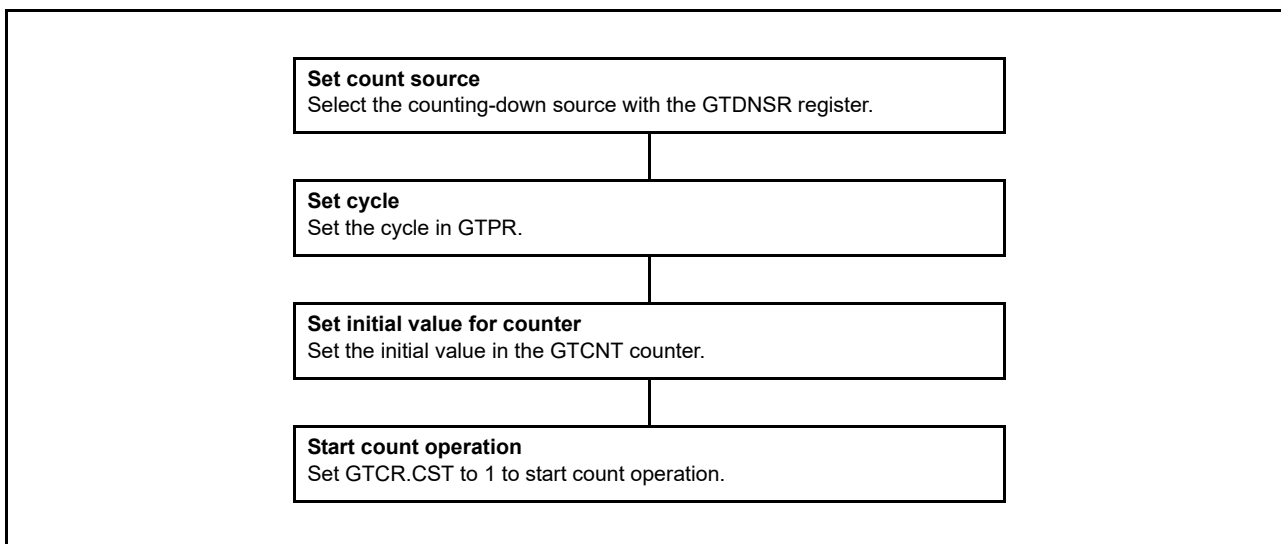 Set count source
Select the counting-down source with the GTDNSR register.
Set cycle
Set the cycle in GTPR.
Set initial value for counter
Set the initial value in the GTCNT counter.
Start count operation
Set GTCR.CST to 1 to start count operation.